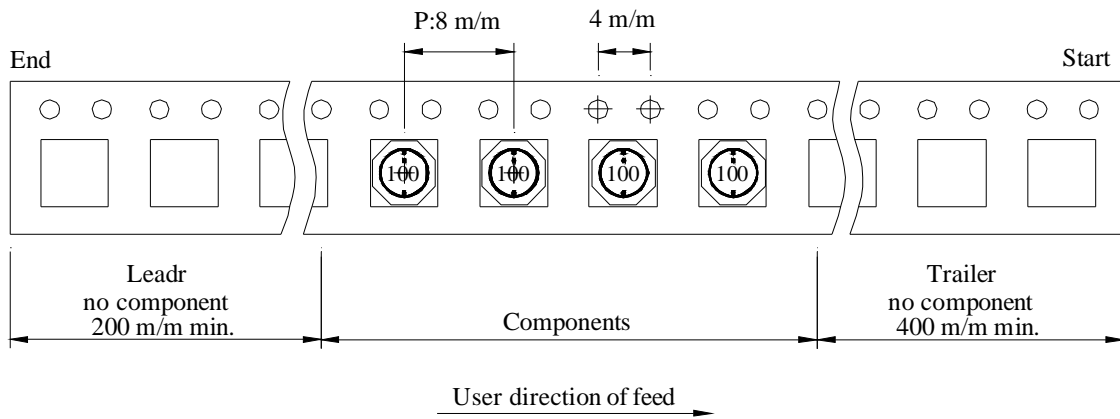 P:8 m/m
4 m/m
End
Start
100
100
100
100
Leadr
no component
200 m/m min.
Components
Trailer
no component
400 m/m min.
User direction of feed